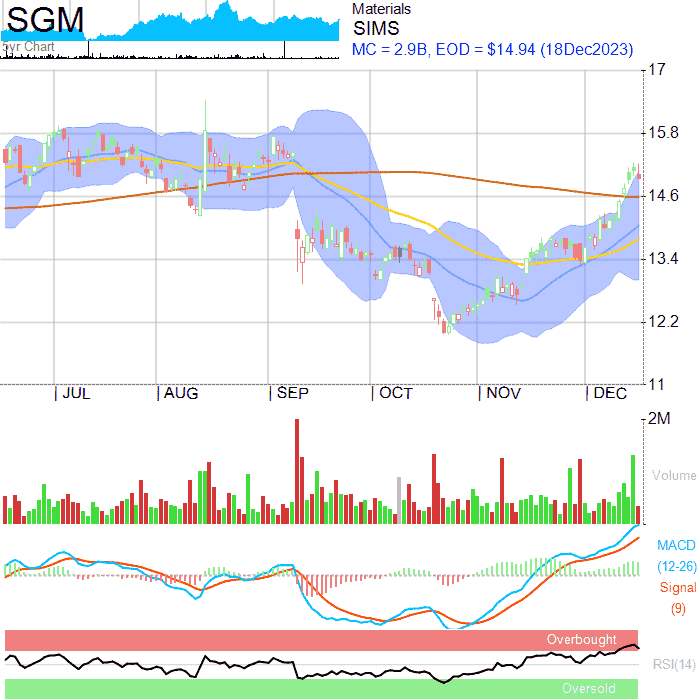 SGM
5yr Chart
Materials
SIMS
MC = 2.9B, EOD = $14.94 (18Dec2023)
17
15.8
14.6
13.4
12.2
11
JUL AUG SEP OCT NOV DEC
2M
Volume
MACD
(12-26)
Signal
(9)
Overbought
RSI(14)
Oversold